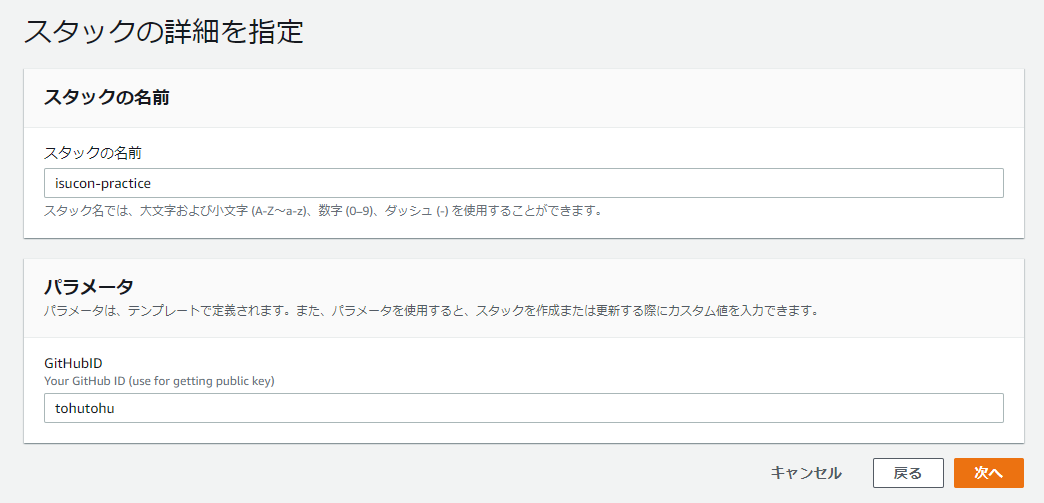 スタックの詳細を指定
スタックの名前
スタックの名前
isucon-practice
スタック名では、大文字および小文字 (A-Z～a-z)、数字 (0–9)、ダッシュ (-) を使用することができます。
パラメータ
パラメータは、テンプレートで定義されます。また、パラメータを使用すると、スタックを作成または更新する際にカスタム値を入力できます。
GitHubID
Your GitHub ID (use for getting public key)
tohutohu
キャンセル 戻る 次へ